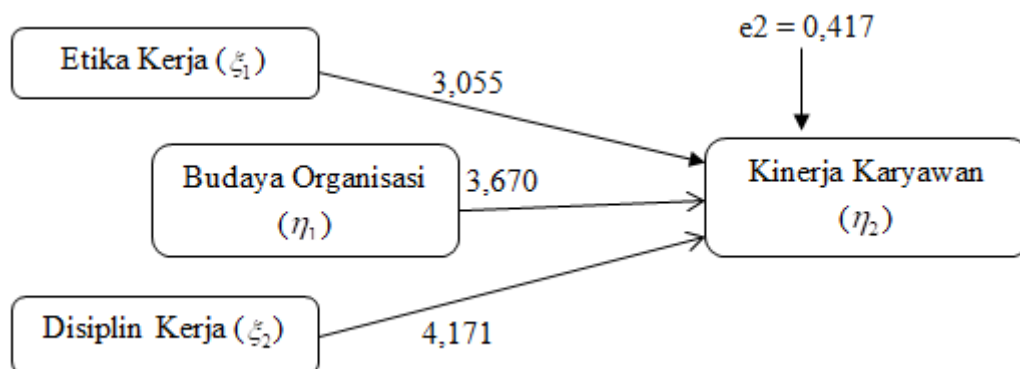 e2 = 0,417
Etika Kerja (ξ₁)
3,055
Budaya Organisasi
(η₁)
3,670
Kinerja Karyawan
(η₂)
Disiplin Kerja (ξ₂)
4,171